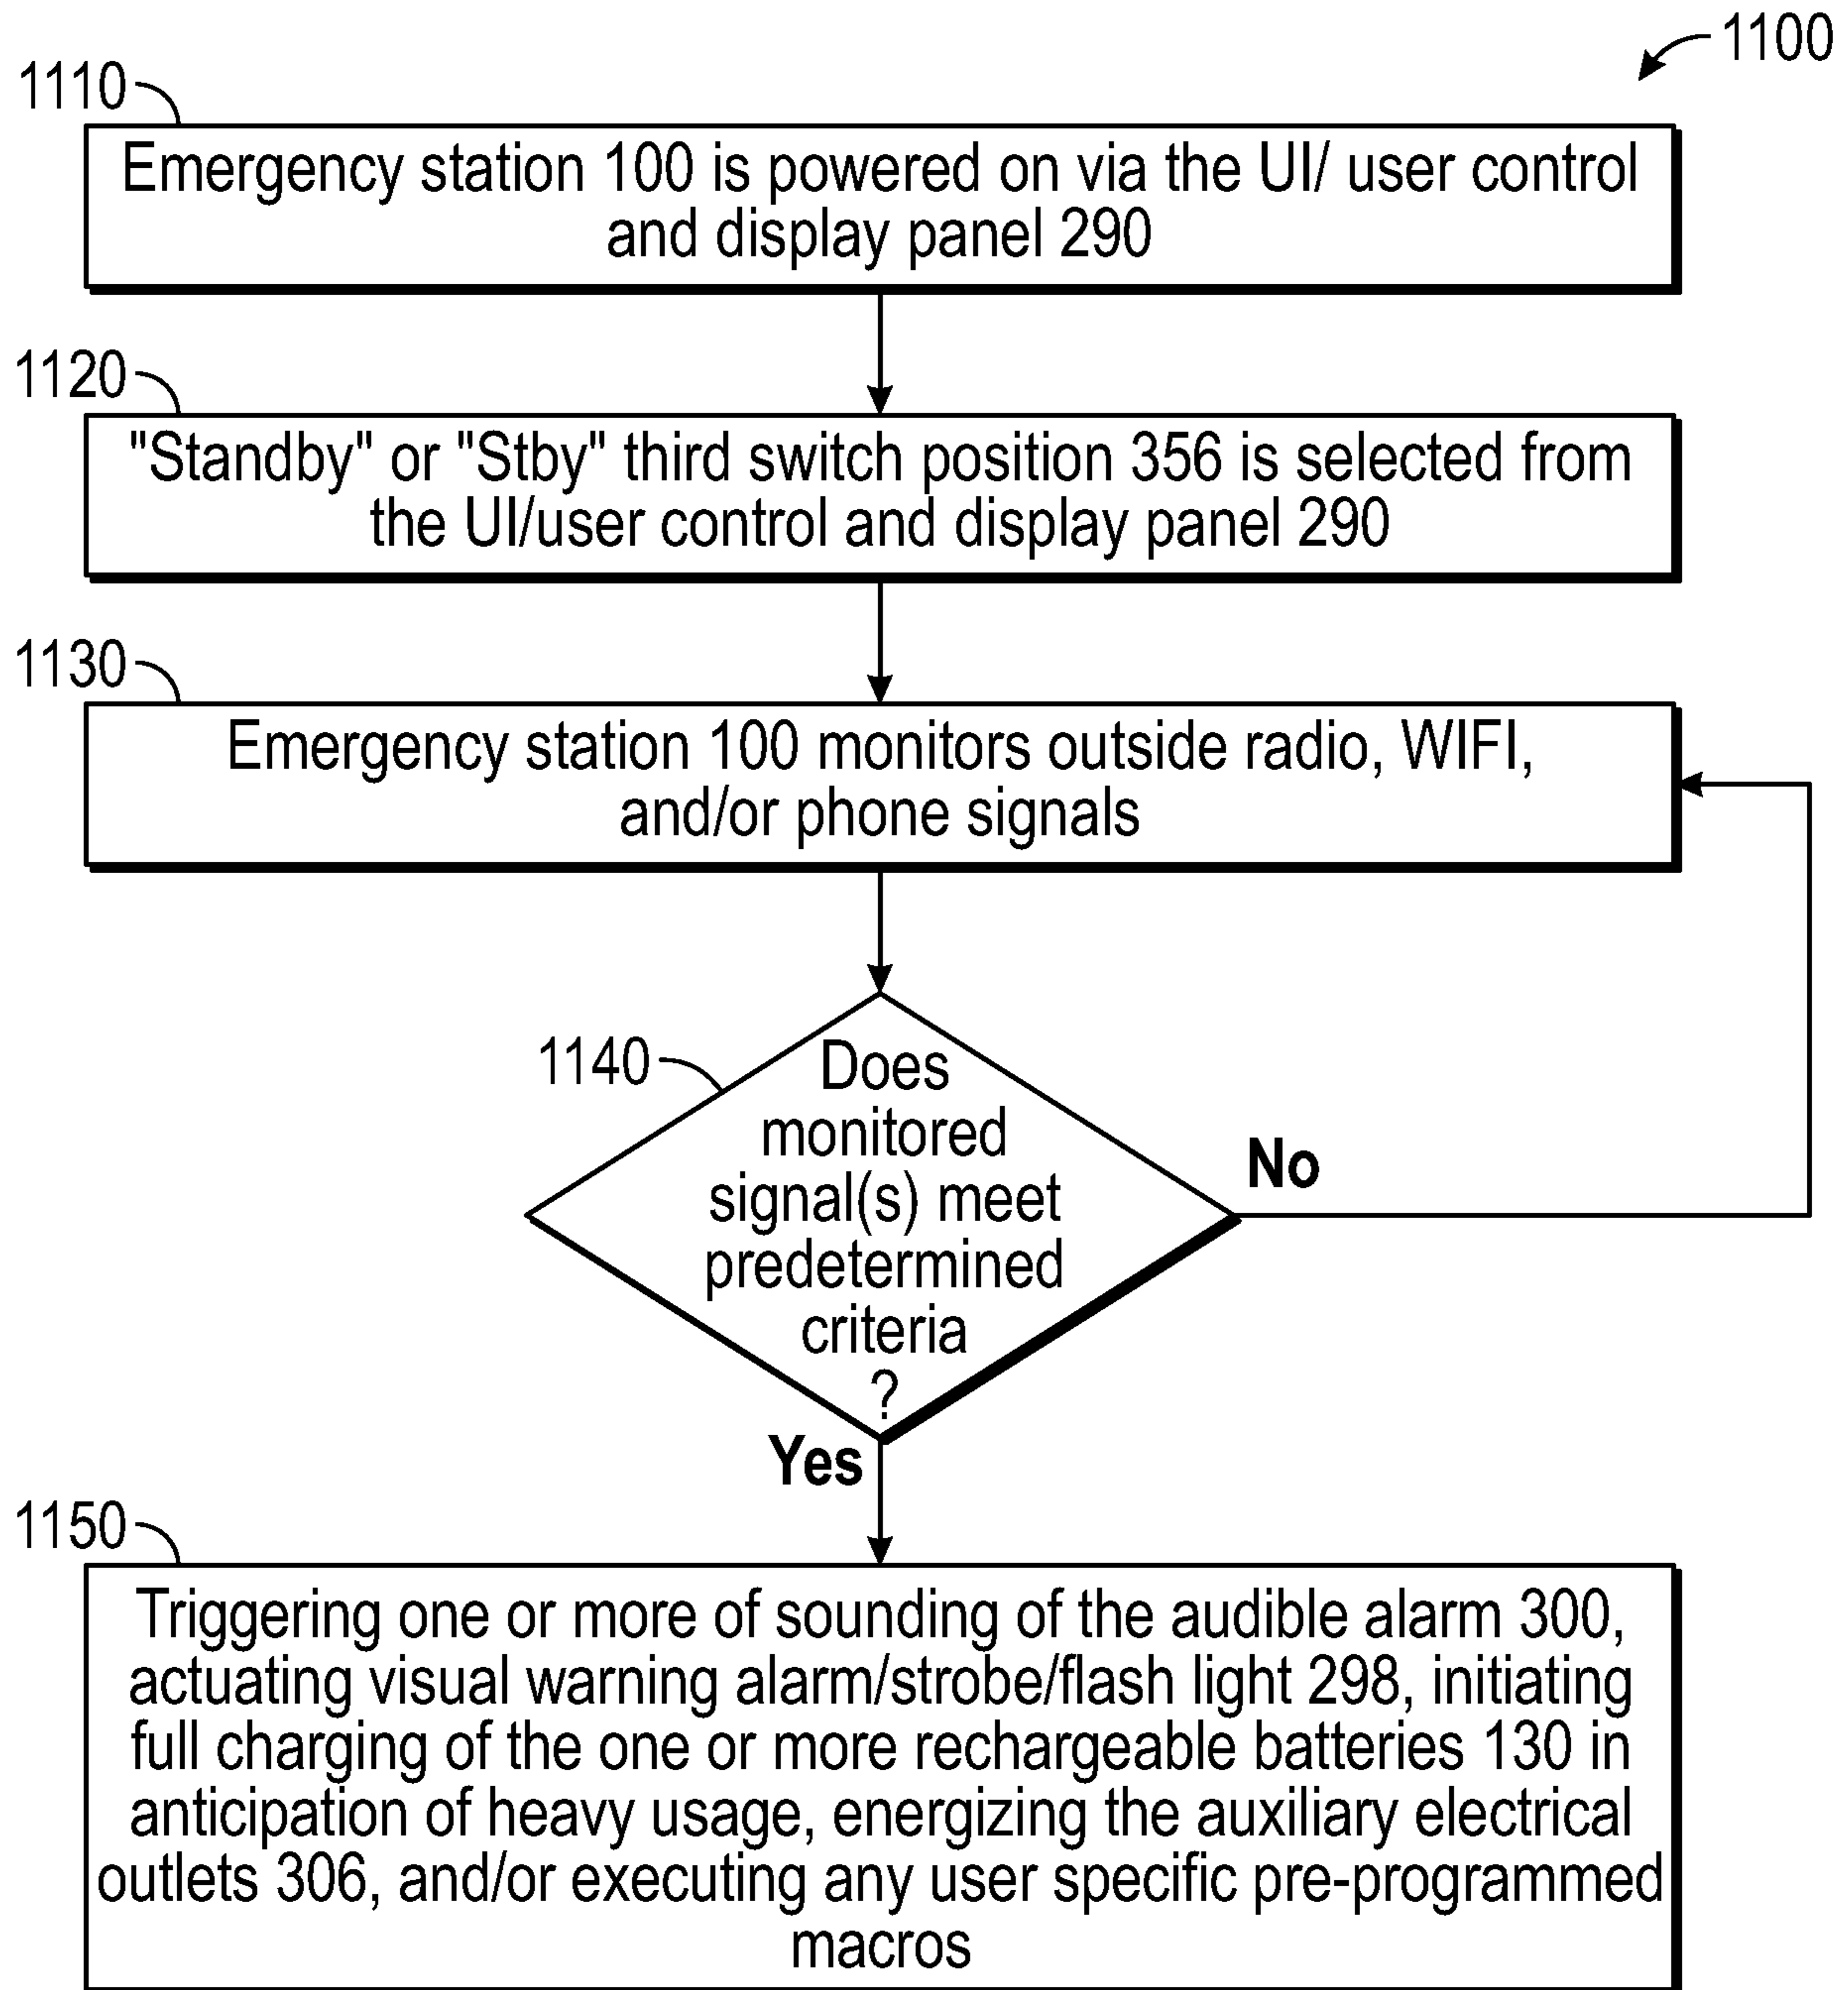 1100
1110
Emergency station 100 is powered on via the UI/ user control
and display panel 290
1120
"Standby" or "Stby" third switch position 356 is selected from
the UI/user control and display panel 290
1130
Emergency station 100 monitors outside radio, WIFI,
and/or phone signals
1140
Does
monitored
signal(s) meet
predetermined
criteria
?
No
Yes
1150
Triggering one or more of sounding of the audible alarm 300,
actuating visual warning alarm/strobe/flash light 298, initiating
full charging of the one or more rechargeable batteries 130 in
anticipation of heavy usage, energizing the auxiliary electrical
outlets 306, and/or executing any user specific pre-programmed
macros